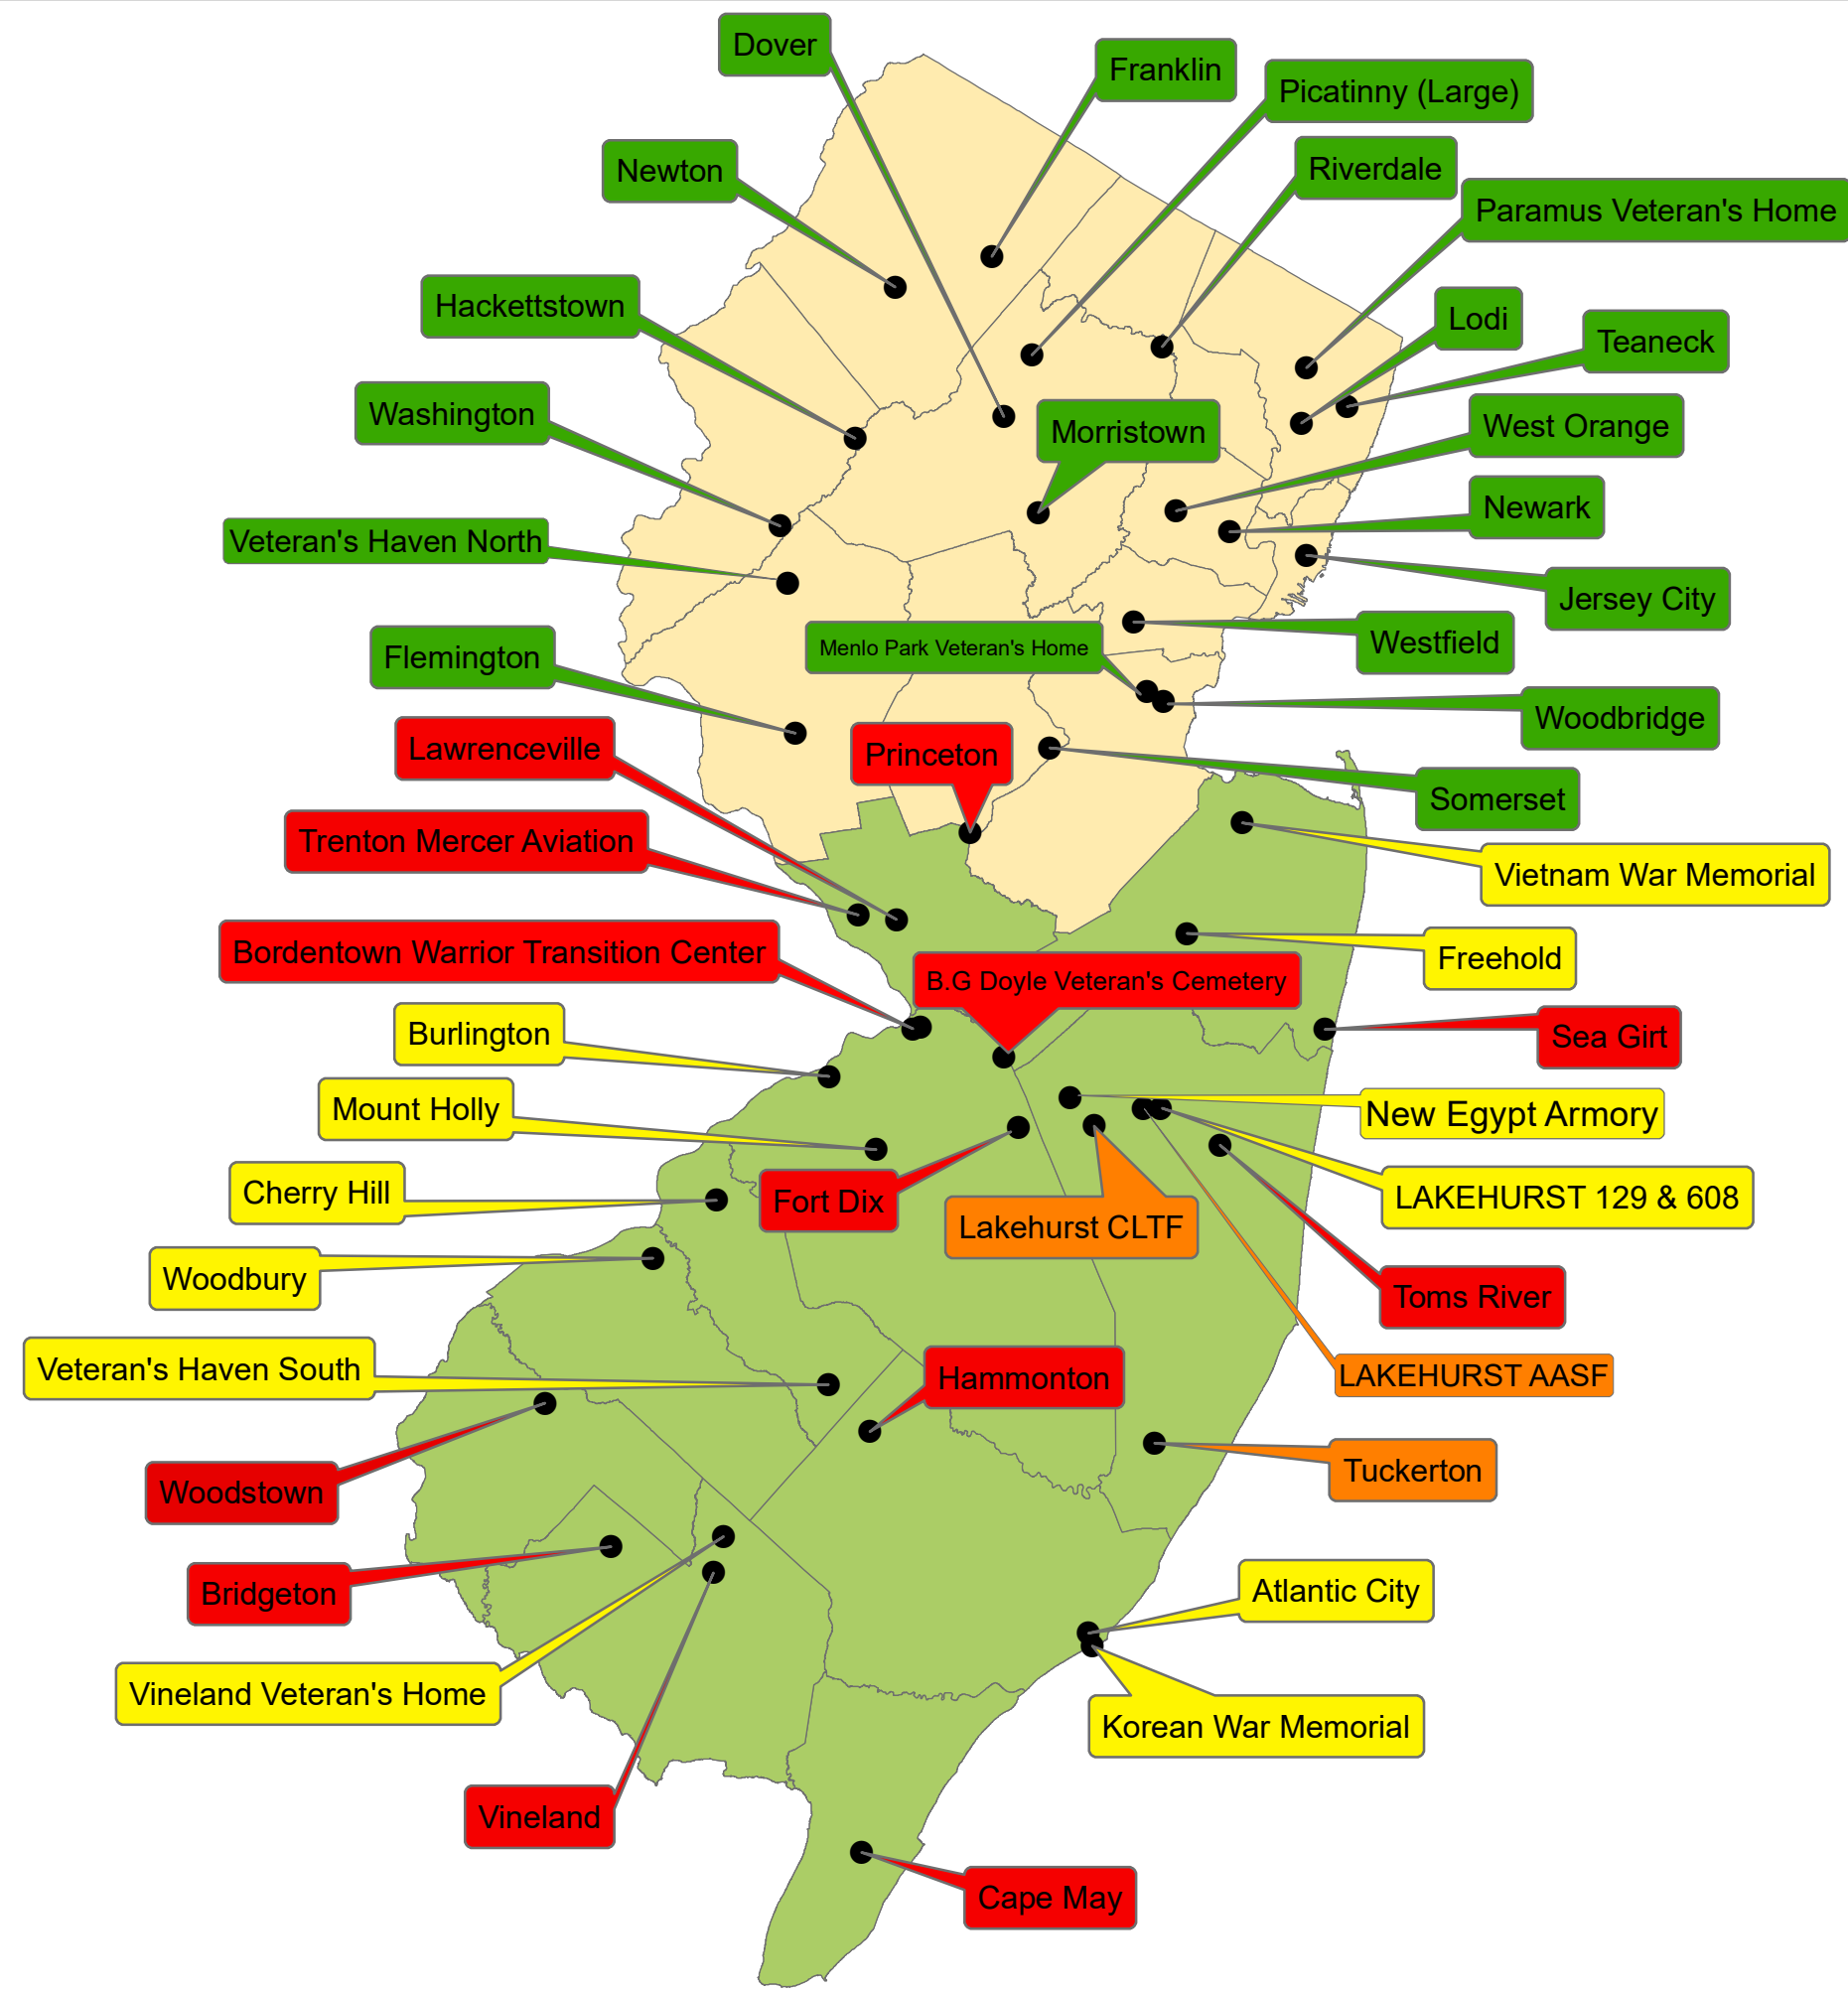 Dover
Franklin
Picatinny (Large)
Newton
Riverdale
Paramus Veteran's Home
Hackettstown
Lodi
Teaneck
Washington
Morristown
West Orange
Newark
Veteran's Haven North
Jersey City
Menlo Park Veteran's Home
Westfield
Flemington
Woodbridge
Lawrenceville
Princeton
Somerset
Trenton Mercer Aviation
Vietnam War Memorial
Bordentown Warrior Transition Center
Freehold
B.G Doyle Veteran's Cemetery
Burlington
Sea Girt
Mount Holly
New Egypt Armory
Cherry Hill
Fort Dix
LAKEHURST 129 & 608
Lakehurst CLTF
Woodbury
Toms River
Veteran's Haven South
Hammonton
LAKEHURST AASF
Woodstown
Tuckerton
Bridgeton
Atlantic City
Vineland Veteran's Home
Korean War Memorial
Vineland
Cape May